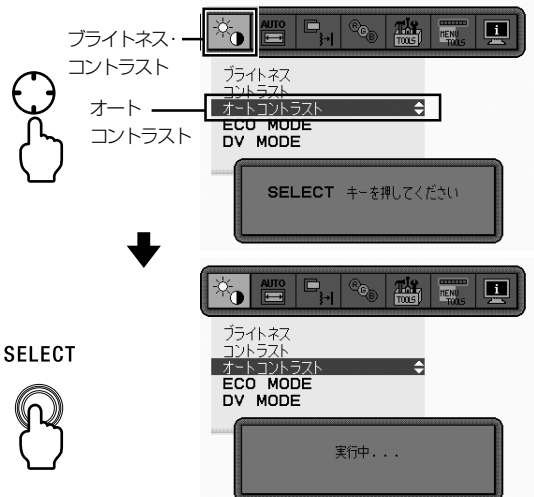 ブライトネス・
コントラスト
AUTO
R G B
TOOLS
MENU
TOOLS
i
ブライトネス
コントラスト
オートコントラスト
ECO MODE
DV MODE
オート
コントラスト
SELECT キーを押してください
AUTO
R G B
TOOLS
MENU
TOOLS
i
SELECT
ブライトネス
コントラスト
オートコントラスト
ECO MODE
DV MODE
実行中...